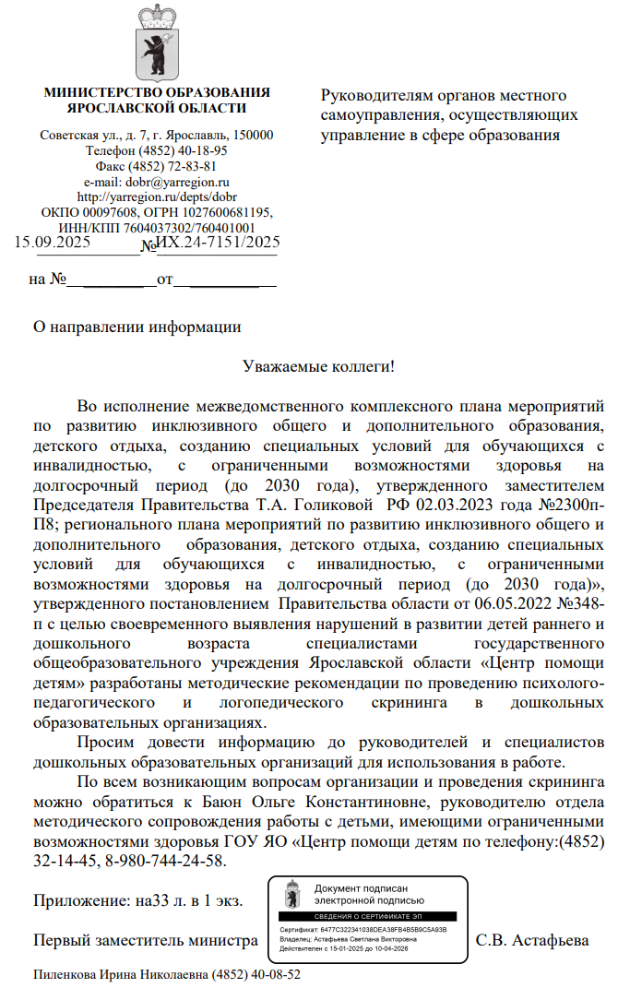 МИНИСТЕРСТВО ОБРАЗОВАНИЯ
ЯРОСЛАВСКОЙ ОБЛАСТИ
Советская ул., д. 7, г. Ярославль, 150000
Телефон (4852) 40-18-95
Факс (4852) 72-83-81
e-mail: dobr@yarregion.ru
http://yarregion.ru/depts/dobr
ОКПО 00097608, ОГРН 1027600681195,
ИНН/КПП 7604037302/760401001
15.09.2025 №ИХ.24-7151/2025
на № от
Руководителям органов местного
самоуправления, осуществляющих
управление в сфере образования
О направлении информации
Уважаемые коллеги!
Во исполнение межведомственного комплексного плана мероприятий
по развитию инклюзивного общего и дополнительного образования,
детского отдыха, созданию специальных условий для обучающихся с
инвалидностью, с ограниченными возможностями здоровья на
долгосрочный период (до 2030 года), утвержденного заместителем
Председателя Правительства Т.А. Голиковой РФ 02.03.2023 года №2300п-
П8; регионального плана мероприятий по развитию инклюзивного общего и
дополнительного образования, детского отдыха, созданию специальных
условий для обучающихся с инвалидностью, с ограниченными
возможностями здоровья на долгосрочный период (до 2030 года)»,
утвержденного постановлением Правительства области от 06.05.2022 №348-
п с целью своевременного выявления нарушений в развитии детей раннего и
дошкольного возраста специалистами государственного
общеобразовательного учреждения Ярославской области «Центр помощи
детям» разработаны методические рекомендации по проведению психолого-
педагогического и логопедического скрининга в дошкольных
образовательных организациях.
Просим довести информацию до руководителей и специалистов
дошкольных образовательных организаций для использования в работе.
По всем возникающим вопросам организации и проведения скрининга
можно обратиться к Баюн Ольге Константиновне, руководителю отдела
методического сопровождения работы с детьми, имеющими ограниченными
возможностями здоровья ГОУ ЯО «Центр помощи детям по телефону:(4852)
32-14-45, 8-980-744-24-58.
Приложение: на33 л. в 1 экз.
Документ подписан
электронной подписью
СВЕДЕНИЯ О СЕРТИФИКАТЕ ЭП
Сертификат: 6477C322341038DEA38FB4B5B9C5A93B
Владелец: Астафьева Светлана Викторовна
Действителен с 15-01-2025 до 10-04-2026
Первый заместитель министра С.В. Астафьева
Пиленкова Ирина Николаевна (4852) 40-08-52